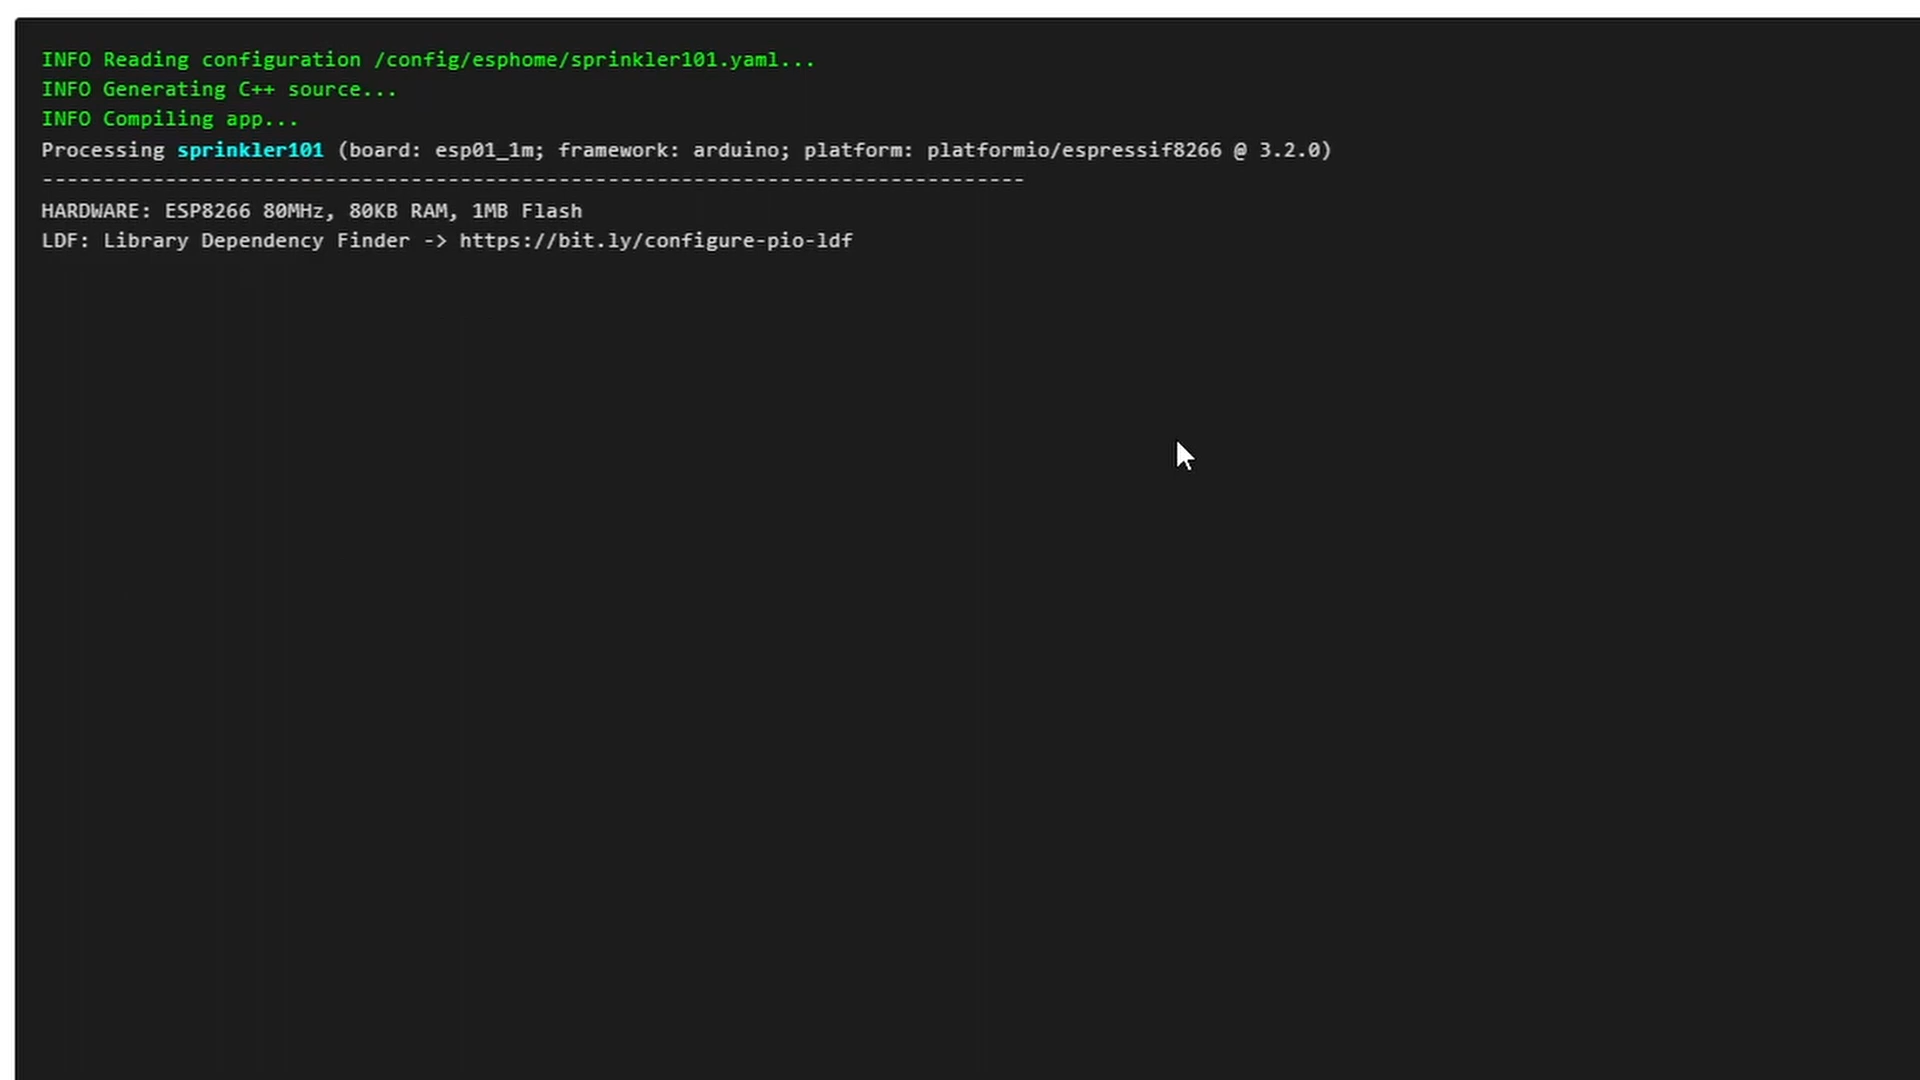 INFO Reading configuration /config/esphome/sprinkler101.yaml...
INFO Generating C++ source...
INFO Compiling app...
Processing sprinkler101 (board: esp01_1m; framework: arduino; platform: platformio/espressif8266 @ 3.2.0)
--------------------------------------------------------------------------------
HARDWARE: ESP8266 80MHz, 80KB RAM, 1MB Flash
LDF: Library Dependency Finder -> https://bit.ly/configure-pio-ldf